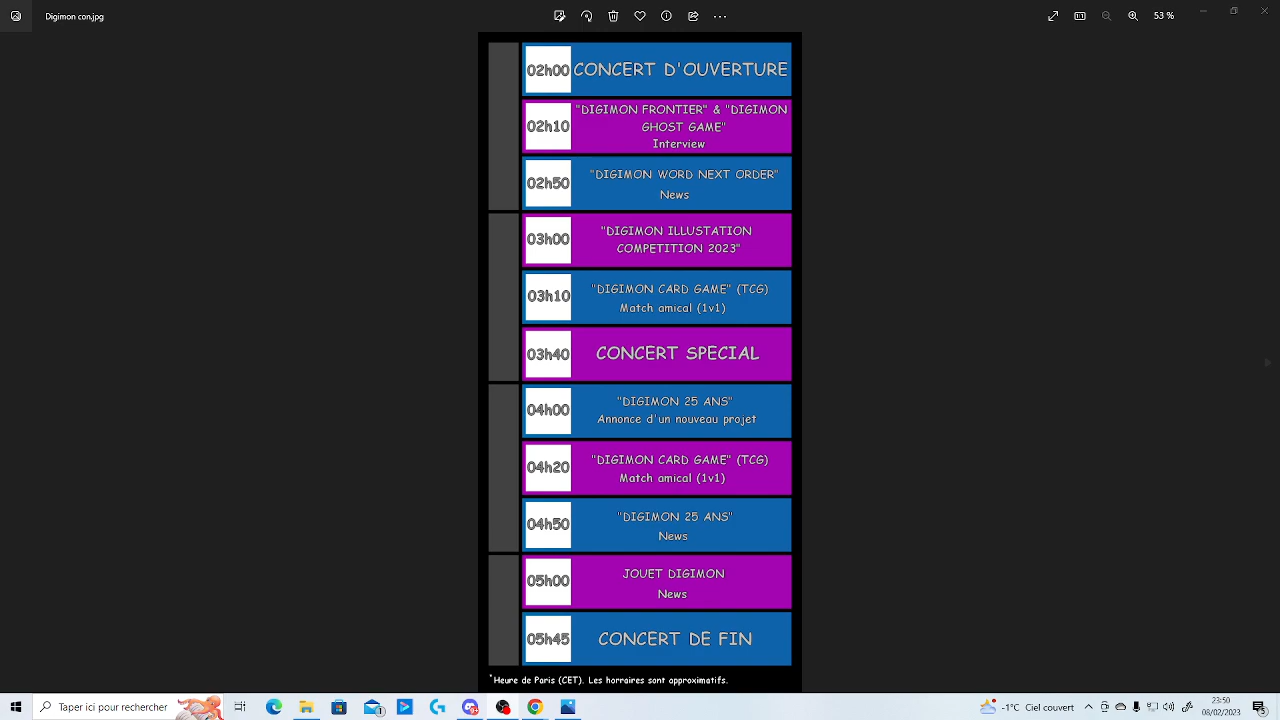 Digimon con.jpg
53 %
02h00 CONCERT D'OUVERTURE
02h10
"DIGIMON FRONTIER" & "DIGIMON
GHOST GAME"
Interview
02h50
"DIGIMON WORD NEXT ORDER"
News
03h00
"DIGIMON ILLUSTATION
COMPETITION 2023"
03h10
"DIGIMON CARD GAME" (TCG)
Match amical (1v1)
03h40 CONCERT SPECIAL
04h00
"DIGIMON 25 ANS"
Annonce d'un nouveau projet
04h20
"DIGIMON CARD GAME" (TCG)
Match amical (1v1)
04h50
"DIGIMON 25 ANS"
News
05h00
JOUET DIGIMON
News
05h45 CONCERT DE FIN
*Heure de Paris (CET). Les horraires sont approximatifs.
Taper ici pour rechercher
-1°C Ciel couvert
23:50
08/02/2023